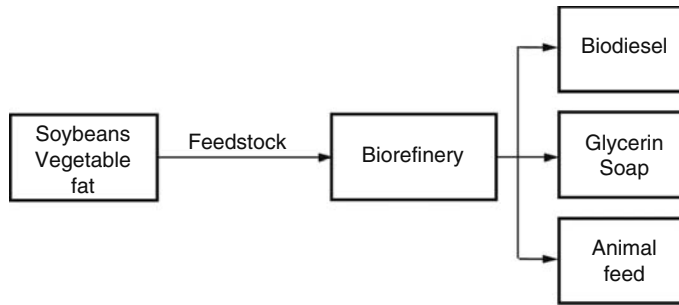 Soybeans
Vegetable
fat
Feedstock
Biorefinery
Biodiesel
Glycerin
Soap
Animal
feed